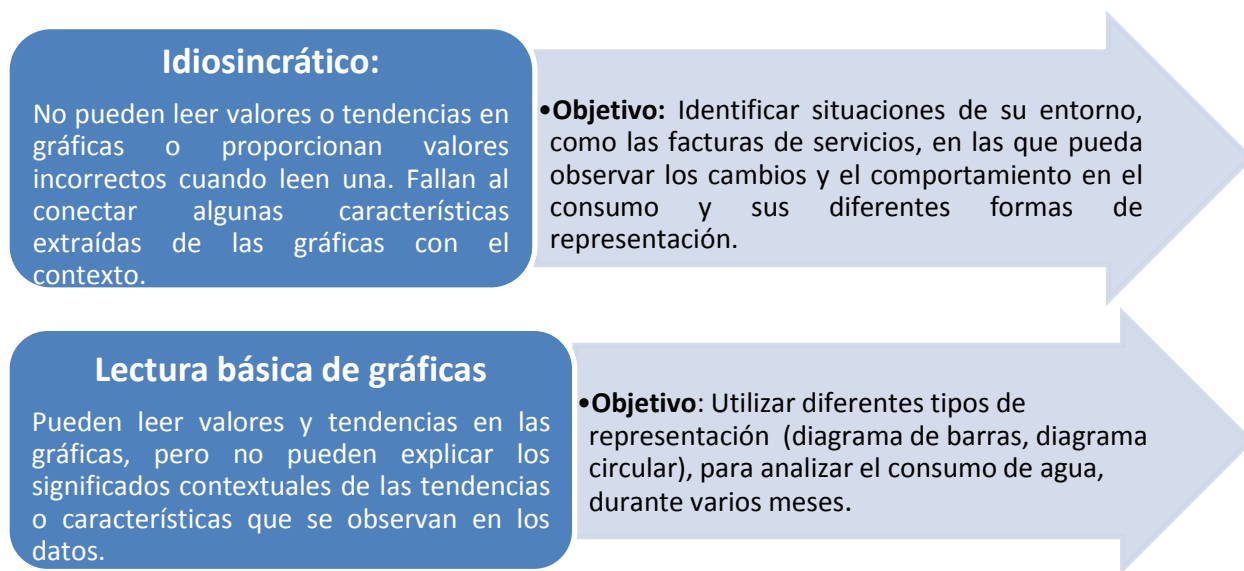 Idiosincrático:
No pueden leer valores o tendencias en
gráficas o proporcionan valores
incorrectos cuando leen una. Fallan al
conectar algunas características
extraídas de las gráficas con el
contexto.
•Objetivo: Identificar situaciones de su entorno,
como las facturas de servicios, en las que pueda
observar los cambios y el comportamiento en el
consumo y sus diferentes formas de
representación.
Lectura básica de gráficas
Pueden leer valores y tendencias en las
gráficas, pero no pueden explicar los
significados contextuales de las tendencias
o características que se observan en los
datos.
•Objetivo: Utilizar diferentes tipos de
representación (diagrama de barras, diagrama
circular), para analizar el consumo de agua,
durante varios meses.